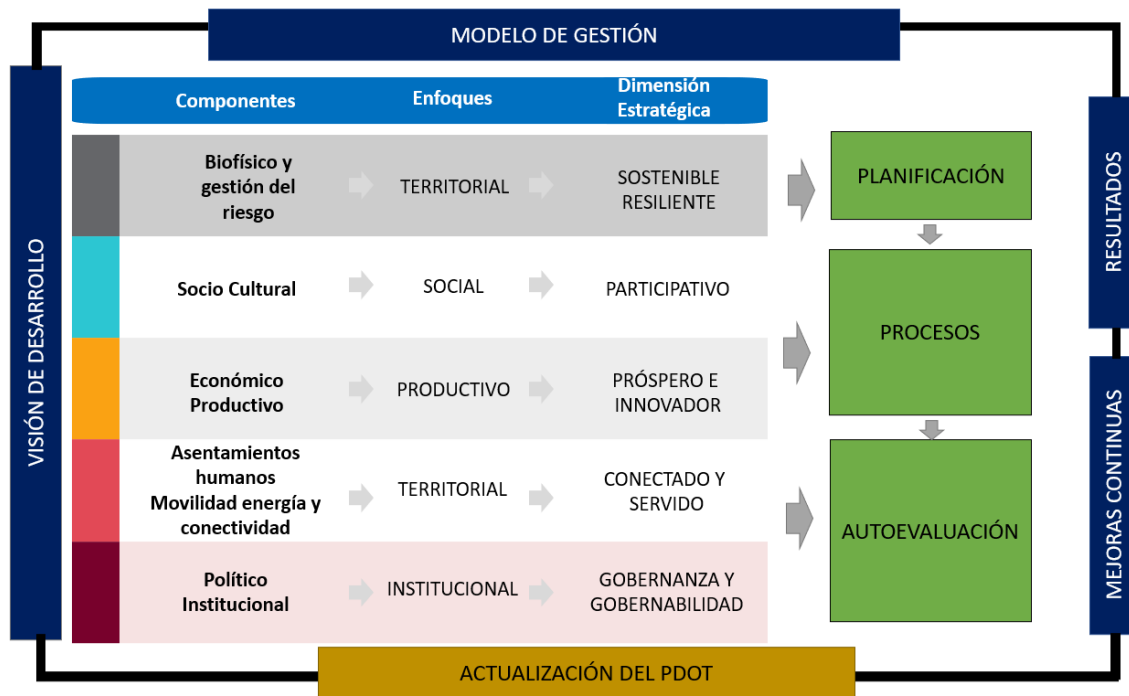 MODELO DE GESTIÓN
VISIÓN DE DESARROLLO
Componentes
Enfoques
Dimensión
Estratégica
Biofísico y
gestión del
riesgo
TERRITORIAL
SOSTENIBLE
RESILIENTE
Socio Cultural
SOCIAL
PARTICIPATIVO
Económico
Productivo
PRODUCTIVO
PRÓSPERO E
INNOVADOR
Asentamientos
humanos
Movilidad energía y
conectividad
TERRITORIAL
CONECTADO Y
SERVIDO
Político
Institucional
INSTITUCIONAL
GOBERNANZA Y
GOBERNABILIDAD
PLANIFICACIÓN
PROCESOS
AUTOEVALUACIÓN
RESULTADOS
MEJORAS CONTINUAS
ACTUALIZACIÓN DEL PDOT